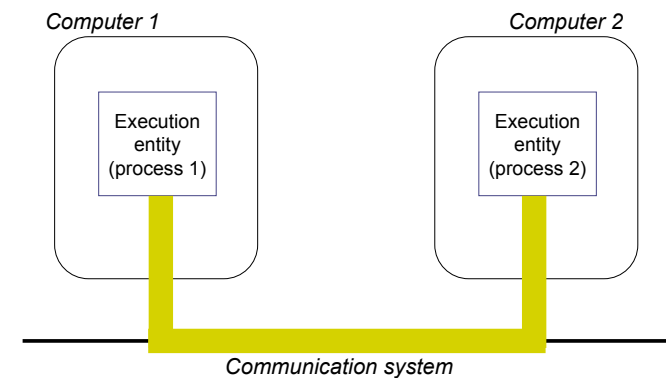 Computer 1
Computer 2
Execution
entity
(process 1)
Execution
entity
(process 2)
Communication system